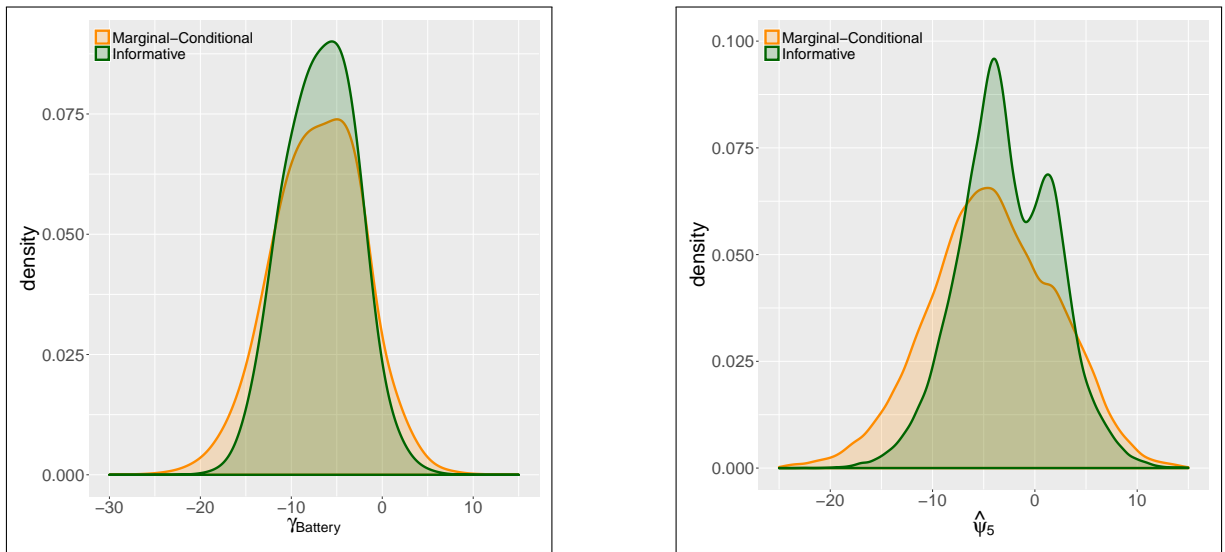 Marginal−Conditional
Informative
0.075
0.050
0.025
0.000
density
−30 −20 −10 0 10
γBattery
Marginal−Conditional
Informative
0.100
0.075
0.050
0.025
0.000
density
−20 −10 0 10
ψ̂5